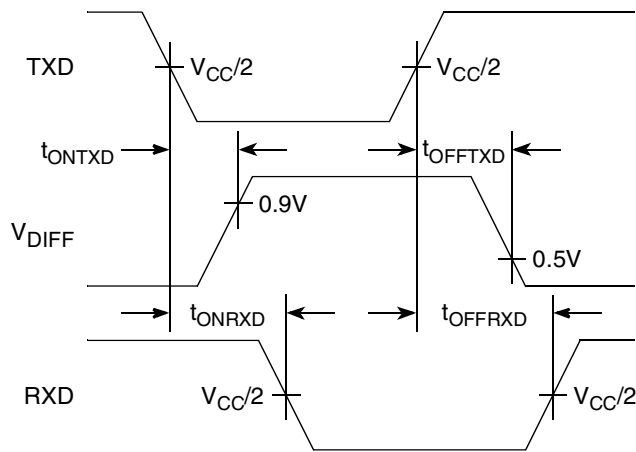 TXD
V_CC/2
V_CC/2
t_ONTXD
t_OFFTXD
V_DIFF
0.9V
0.5V
t_ONRXD
t_OFFRXD
RXD
V_CC/2
V_CC/2